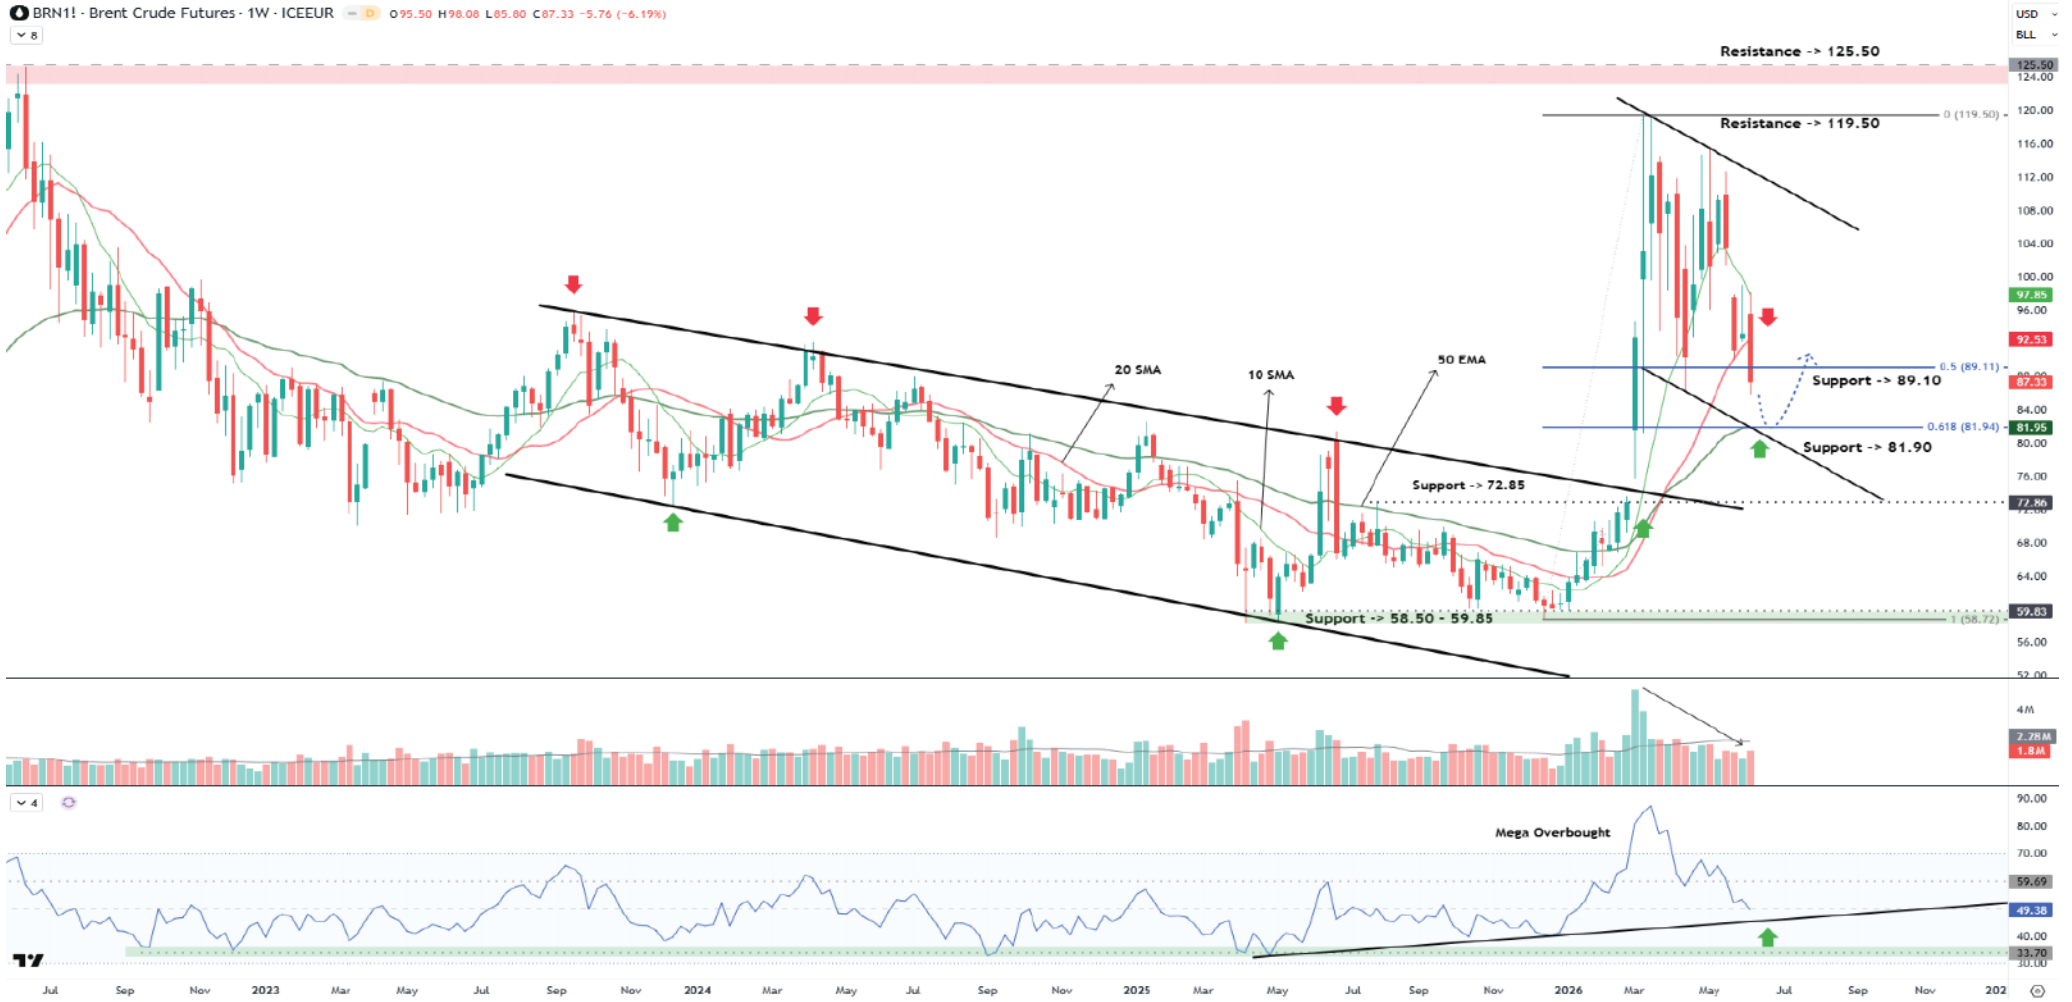 BRN1! · Brent Crude Futures · 1W · ICEEUR D O95.50 H98.08 L85.80 C87.33 −5.76 (−6.19%)
8
USD
BLL
Resistance -> 125.50
125.50
124.00
120.00
0 (119.50)
Resistance -> 119.50
116.00
112.00
108.00
104.00
100.00
97.85
96.00
92.53
20 SMA
10 SMA
50 EMA
0.5 (89.11)
Support -> 89.10
87.33
84.00
0.618 (81.94)
81.95
Support -> 81.90
80.00
76.00
Support -> 72.85
72.86
68.00
64.00
59.83
Support -> 58.50 - 59.85
1 (58.72)
56.00
52.00
4M
2.28M
1.8M
4
90.00
Mega Overbought
80.00
70.00
59.69
49.38
40.00
33.70
30.00
Jul Sep Nov 2023 Mar May Jul Sep Nov 2024 Mar May Jul Sep Nov 2025 Mar May Jul Sep Nov 2026 Mar May Jul Sep Nov 202